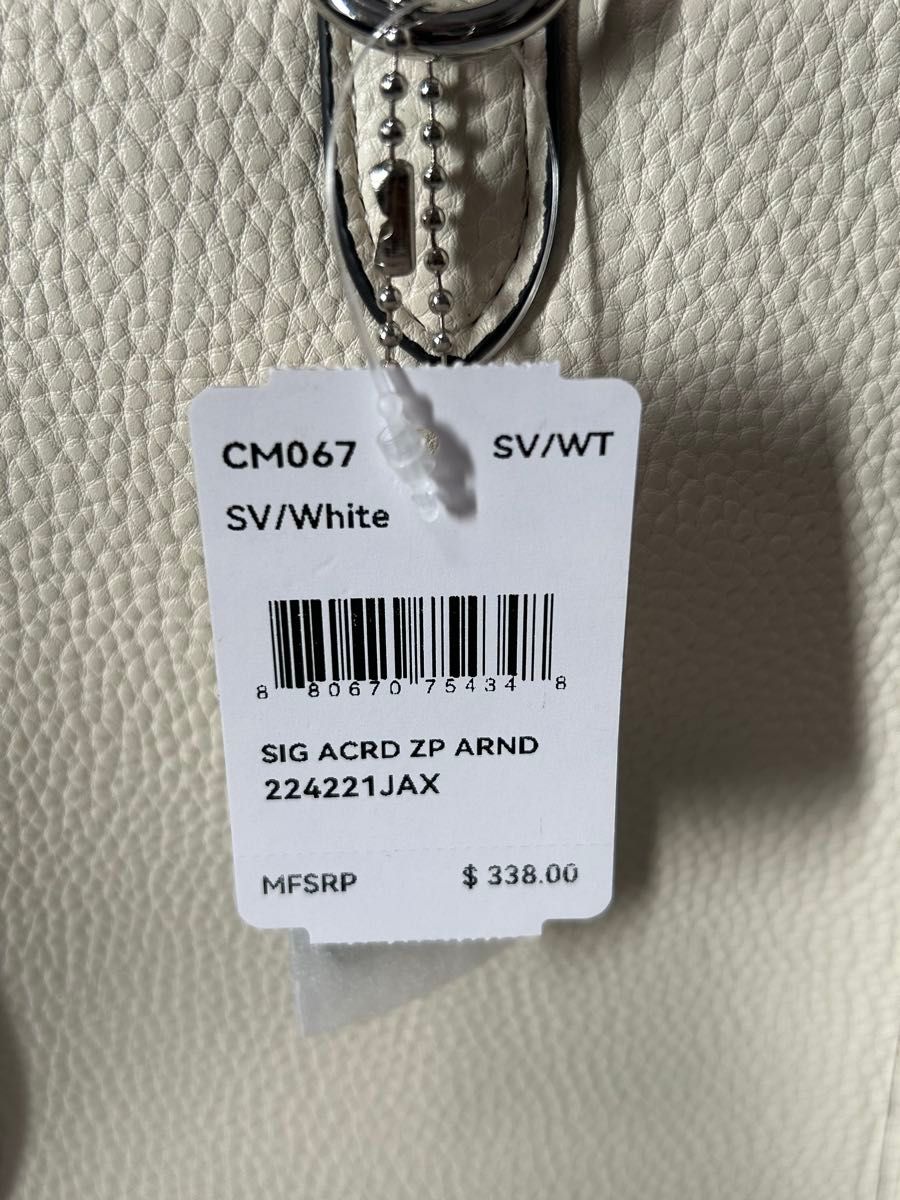 CM067 SV/WT
SV/White
8 80670 75434 8
SIG ACRD ZP ARND
224221JAX
MFSRP $ 338.00